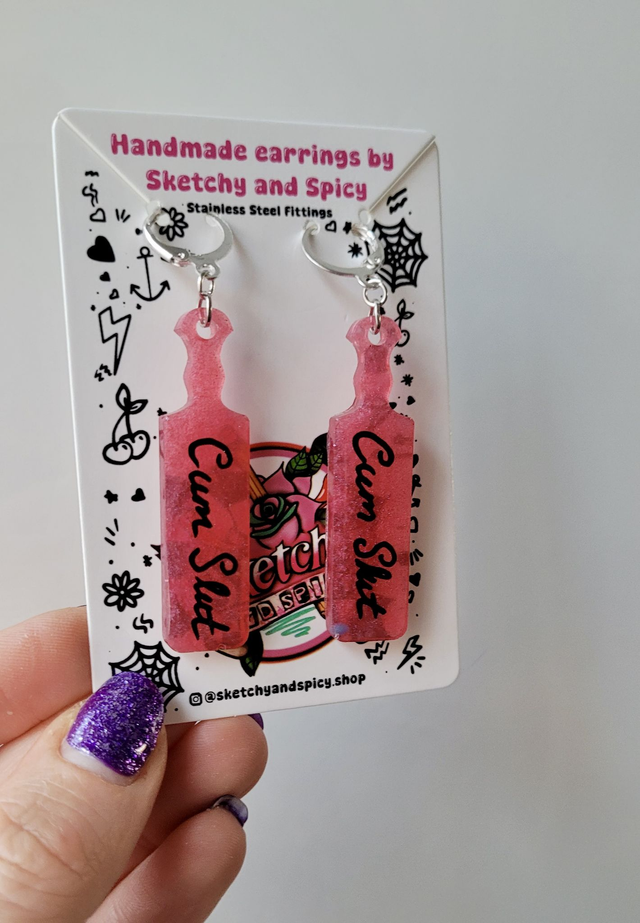 Handmade earrings by
Sketchy and Spicy
Stainless Steel Fittings
Cum Slut
Cum Slut
@sketchyandspicy.shop